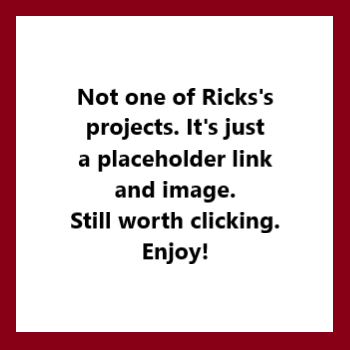 Not one of Ricks's
projects. It's just
a placeholder link
and image.
Still worth clicking.
Enjoy!